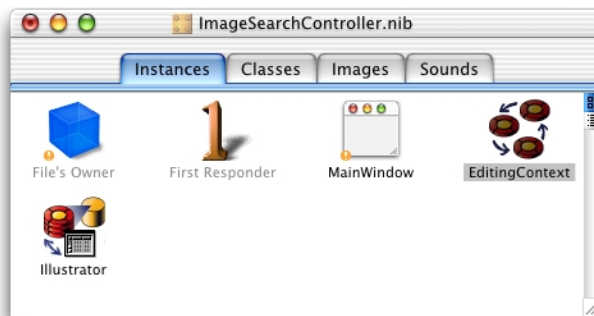 ImageSearchController.nib
Instances Classes Images Sounds
File's Owner First Responder MainWindow EditingContext
Illustrator